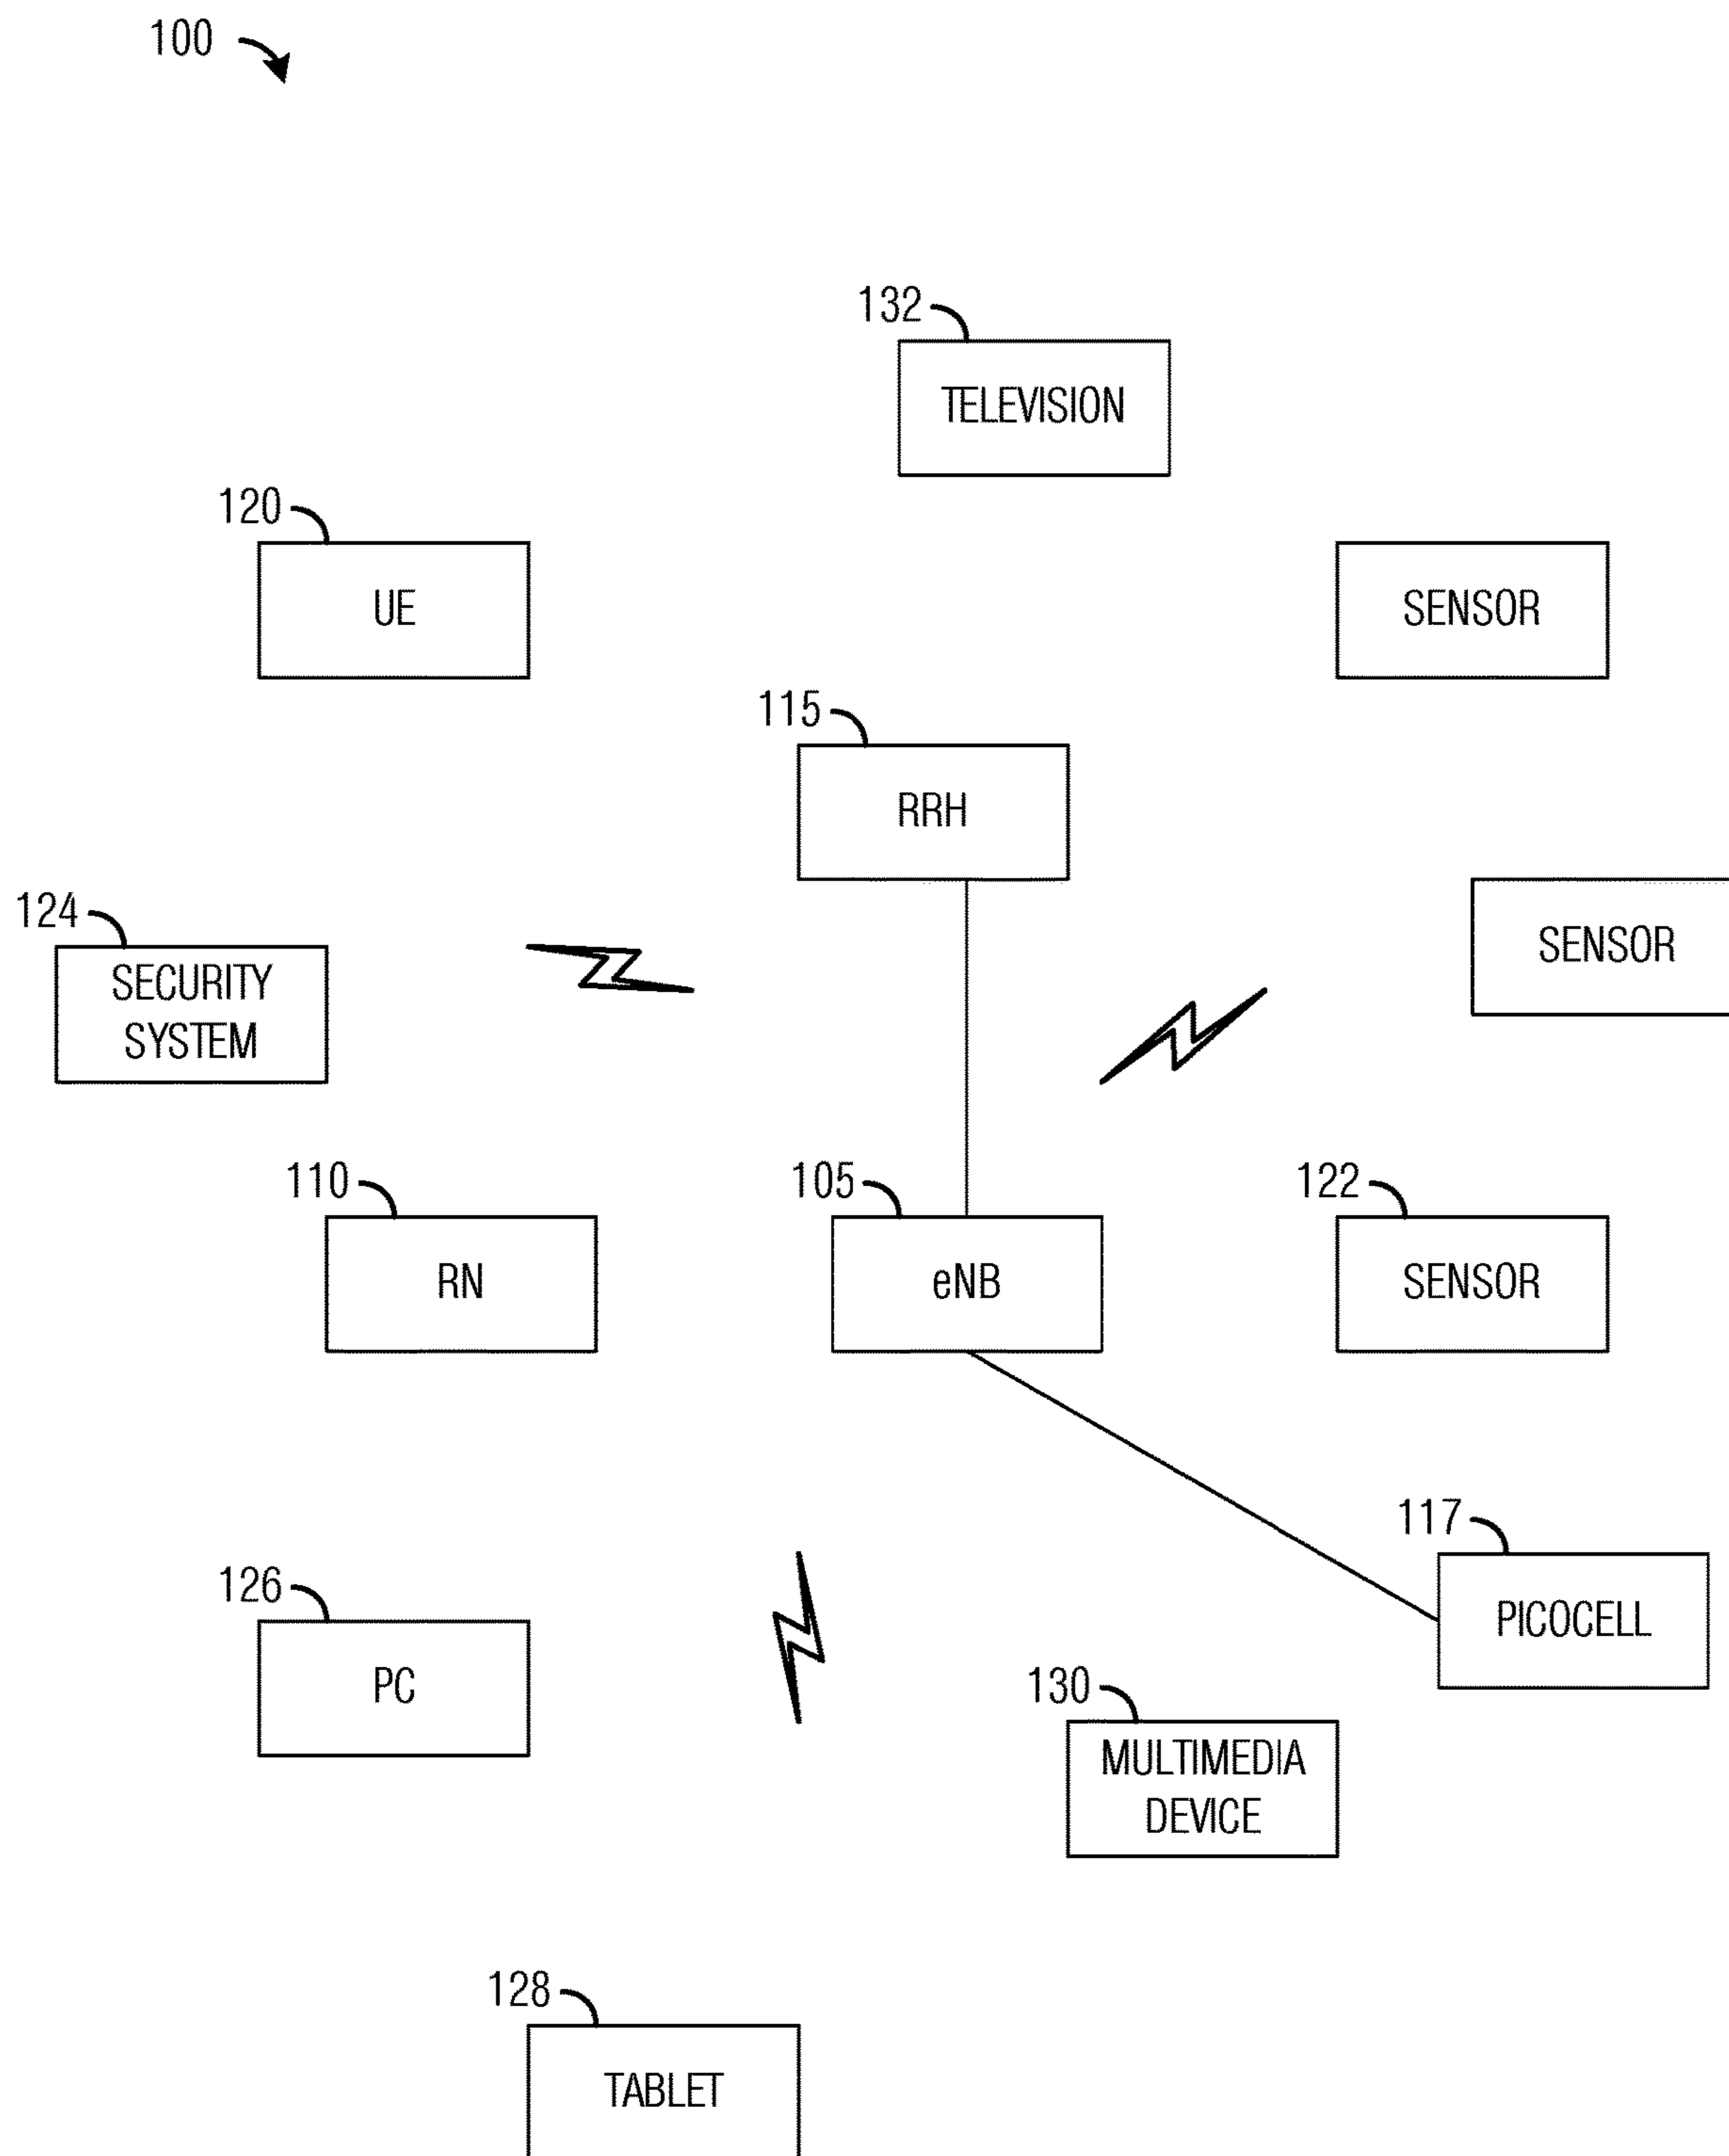 100
132
TELEVISION
120
UE
SENSOR
115
RRH
124
SECURITY
SYSTEM
SENSOR
110
RN
105
eNB
122
SENSOR
117
PICOCELL
126
PC
130
MULTIMEDIA
DEVICE
128
TABLET